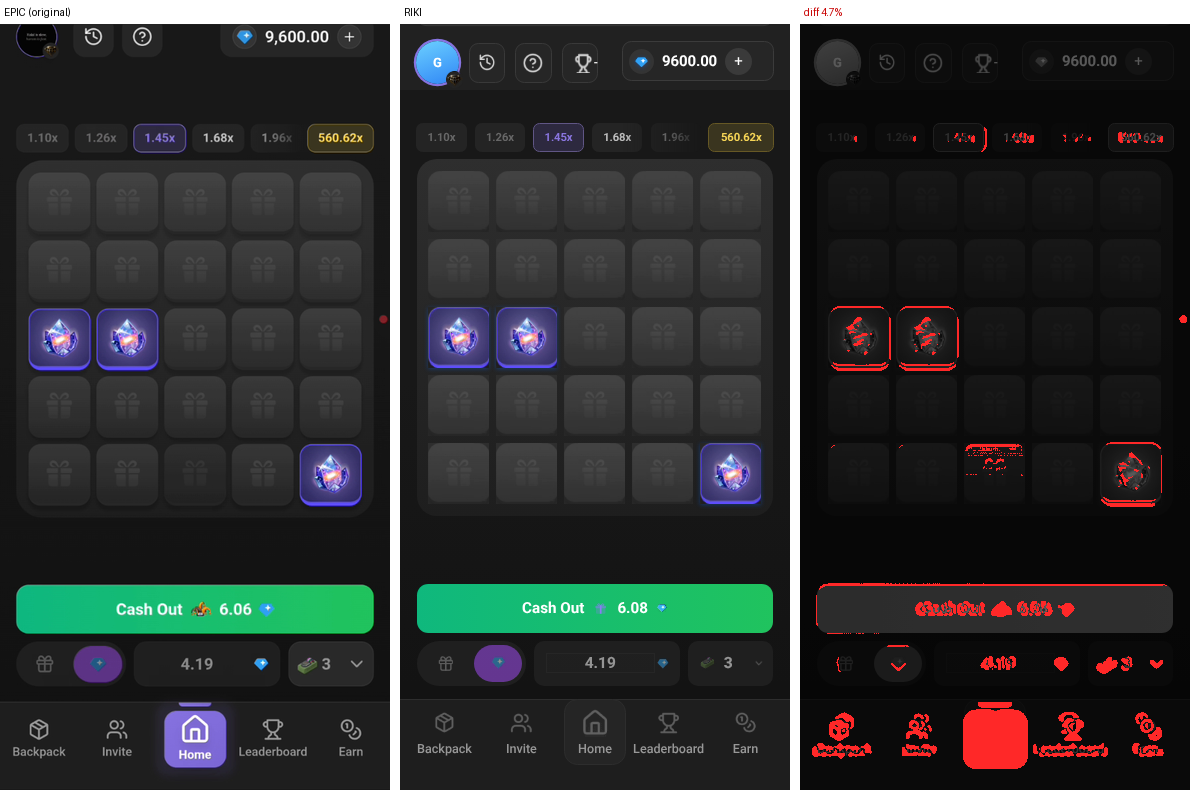 EPIC (original)
9,600.00 +
1.10x 1.26x 1.45x 1.68x 1.96x 560.62x
Cash Out 6.06
4.19 3
Backpack Invite Home Leaderboard Earn
RIKI
G 9600.00 +
1.10x 1.26x 1.45x 1.68x 1.96x 560.62x
Cash Out 6.08
4.19 3
Backpack Invite Home Leaderboard Earn
diff 4.7%
G 9600.00 +